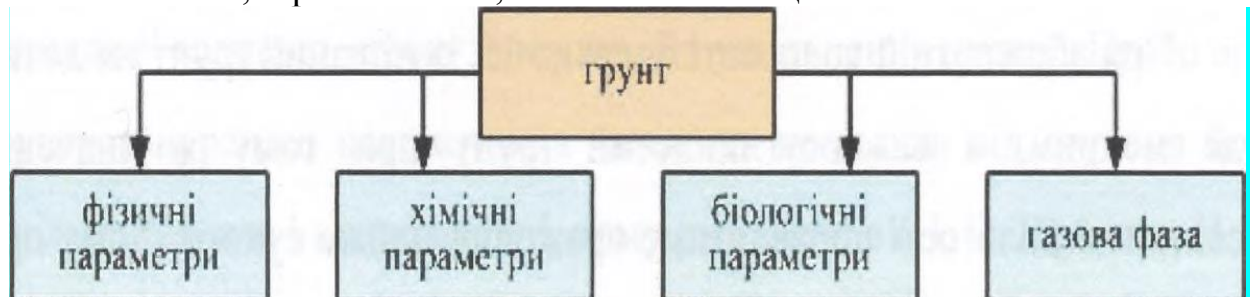 грунт
фізичні
параметри
хімічні
параметри
біологічні
параметри
газова фаза